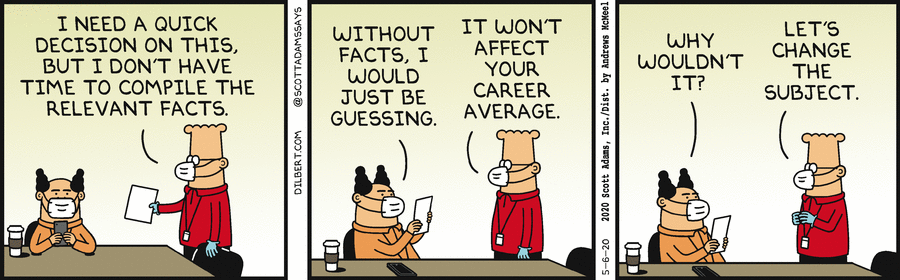 I NEED A QUICK
DECISION ON THIS,
BUT I DON'T HAVE
TIME TO COMPILE THE
RELEVANT FACTS.
DILBERT.COM @SCOTTADAMSSAYS
WITHOUT
FACTS, I
WOULD
JUST BE
GUESSING.
IT WON'T
AFFECT
YOUR
CAREER
AVERAGE.
5-6-20 2020 Scott Adams, Inc./Dist. by Andrews McMeel
WHY
WOULDN'T
IT?
LET'S
CHANGE
THE
SUBJECT.